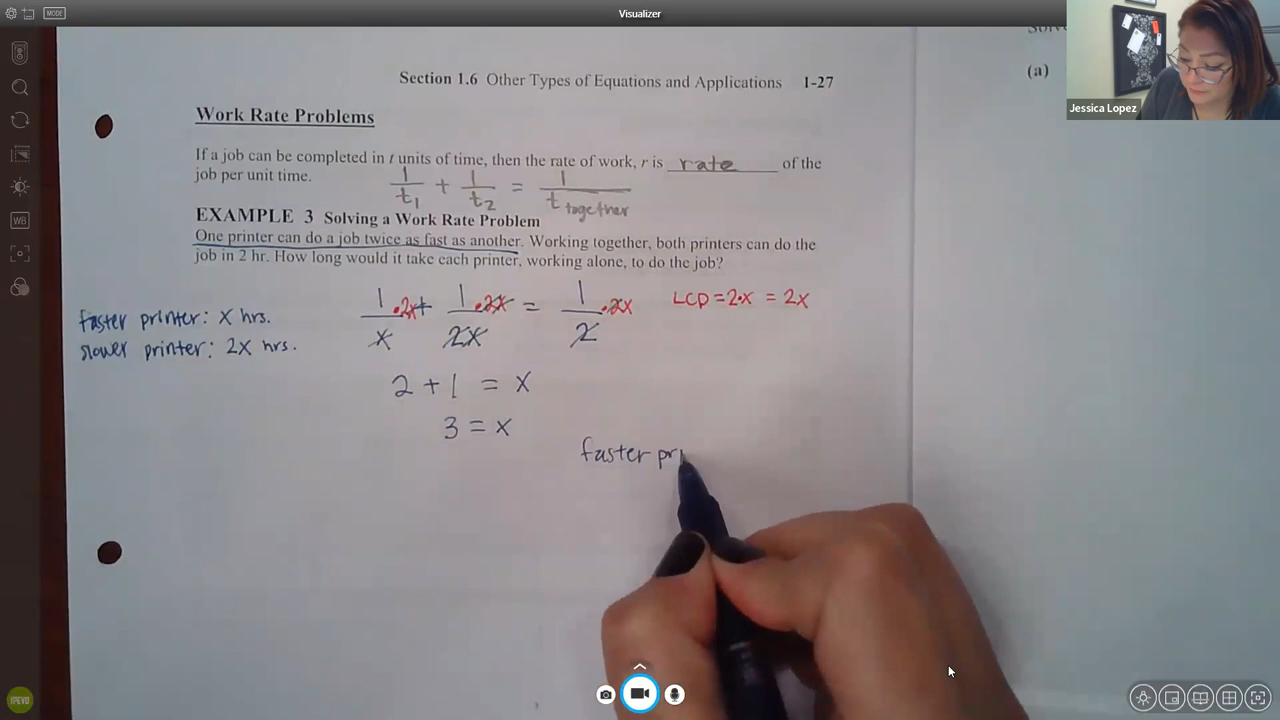 MODE
Visualizer
Section 1.6 Other Types of Equations and Applications 1-27
(a)
Jessica Lopez
Work Rate Problems
If a job can be completed in t units of time, then the rate of work, r is rate of the
job per unit time.
1/t1 + 1/t2 = 1/t together
EXAMPLE 3 Solving a Work Rate Problem
One printer can do a job twice as fast as another. Working together, both printers can do the
job in 2 hr. How long would it take each printer, working alone, to do the job?
faster printer: x hrs.
slower printer: 2x hrs.
1/x •2x + 1/2x •2x = 1/2 •2x
LCD = 2•x = 2x
2 + 1 = x
3 = x
faster pri
WB
IPEVO